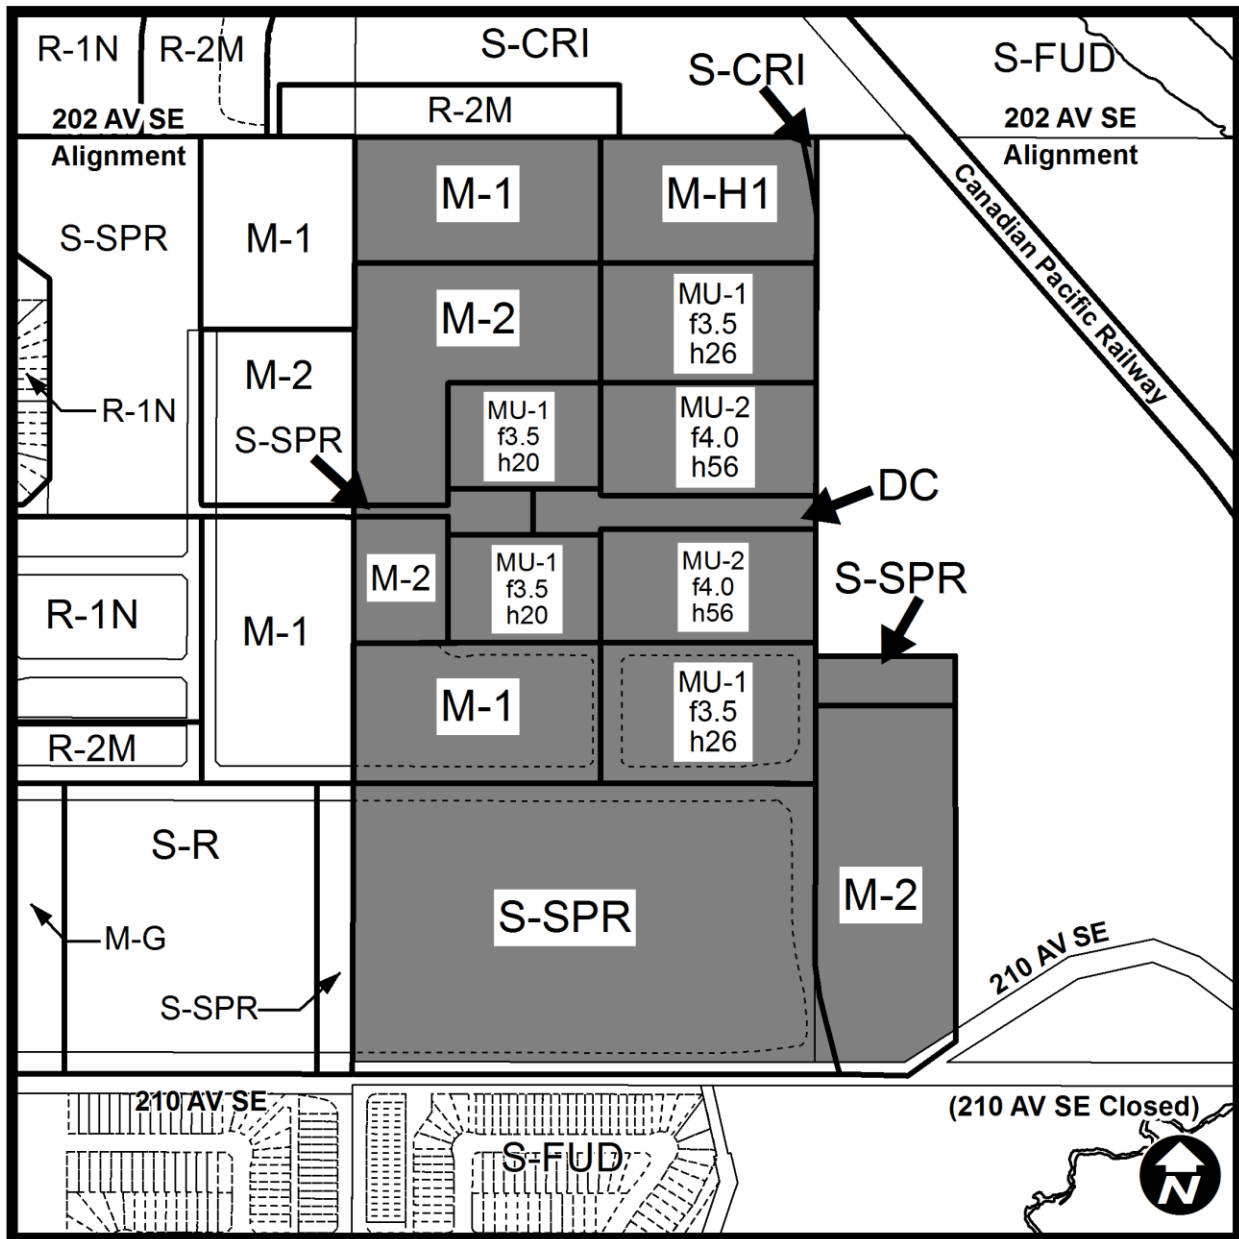 R-1N
R-2M
S-CRI
S-CRI
S-FUD
R-2M
202 AV SE
Alignment
202 AV SE
Alignment
Canadian Pacific Railway
S-SPR
M-1
M-1
M-H1
M-2
MU-1
f3.5
h26
M-2
R-1N
S-SPR
MU-1
f3.5
h20
MU-2
f4.0
h56
DC
S-SPR
R-1N
M-1
M-2
MU-1
f3.5
h20
MU-2
f4.0
h56
M-1
MU-1
f3.5
h26
R-2M
S-R
M-G
S-SPR
S-SPR
M-2
210 AV SE
210 AV SE
(210 AV SE Closed)
S-FUD
N